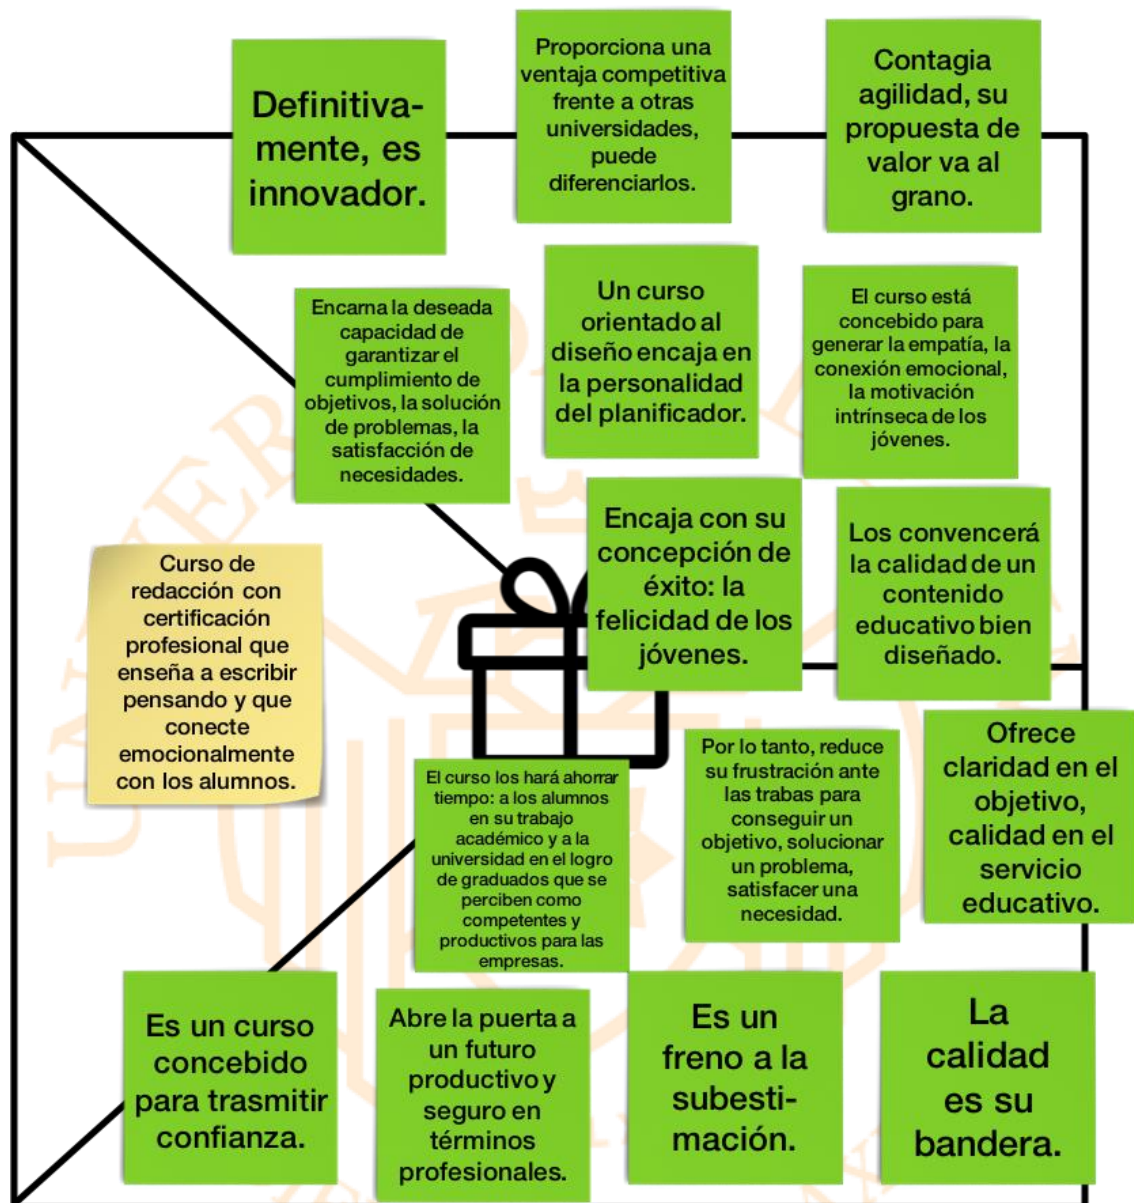 Definitiva-
mente, es
innovador.
Proporciona una
ventaja competitiva
frente a otras
universidades,
puede
diferenciarlos.
Contagia
agilidad, su
propuesta de
valor va al
grano.
Encarna la deseada
capacidad de
garantizar el
cumplimiento de
objetivos, la solución
de problemas, la
satisfacción de
necesidades.
Un curso
orientado al
diseño encaja en
la personalidad
del planificador.
El curso está
concebido para
generar la empatía, la
conexión emocional,
la motivación
intrínseca de los
jóvenes.
Curso de
redacción con
certificación
profesional que
enseña a escribir
pensando y que
conecte
emocionalmente
con los alumnos.
Encaja con su
concepción de
éxito: la
felicidad de los
jóvenes.
Los convencerá
la calidad de un
contenido
educativo bien
diseñado.
El curso los hará ahorrar
tiempo: a los alumnos
en su trabajo
académico y a la
universidad en el logro
de graduados que se
perciben como
competentes y
productivos para las
empresas.
Por lo tanto, reduce
su frustración ante
las trabas para
conseguir un
objetivo, solucionar
un problema,
satisfacer una
necesidad.
Ofrece
claridad en el
objetivo,
calidad en el
servicio
educativo.
Es un curso
concebido
para trasmitir
confianza.
Abre la puerta a
un futuro
productivo y
seguro en
términos
profesionales.
Es un
freno a la
subesti-
mación.
La
calidad
es su
bandera.